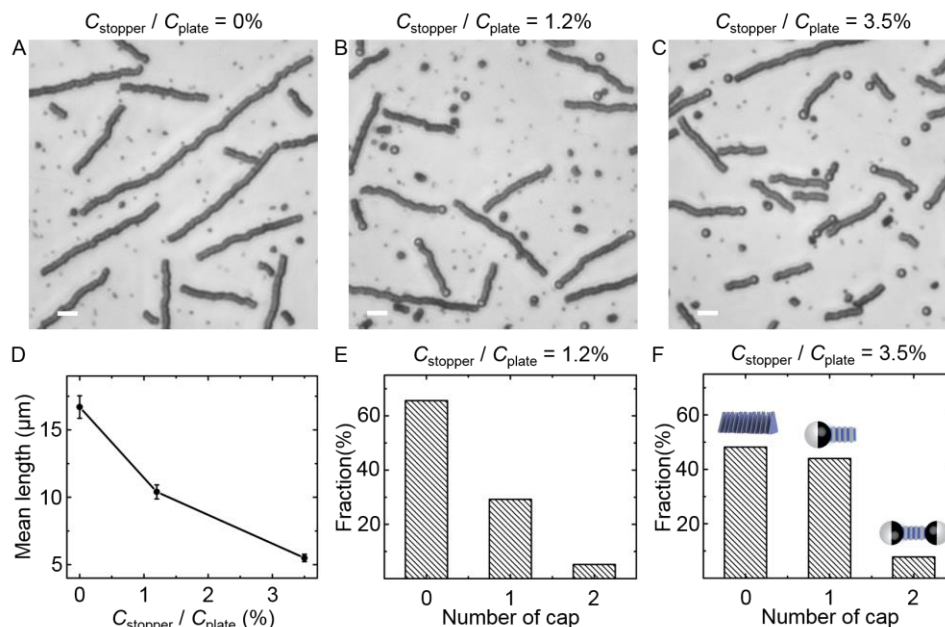 C_stopper / C_plate = 0%
C_stopper / C_plate = 1.2%
C_stopper / C_plate = 3.5%
A
B
C
D
15
10
5
0
1
2
3
Mean length (μm)
C_stopper / C_plate (%)
E
C_stopper / C_plate = 1.2%
60
40
20
0
1
2
Fraction(%)
Number of cap
F
C_stopper / C_plate = 3.5%
60
40
20
0
1
2
Fraction(%)
Number of cap